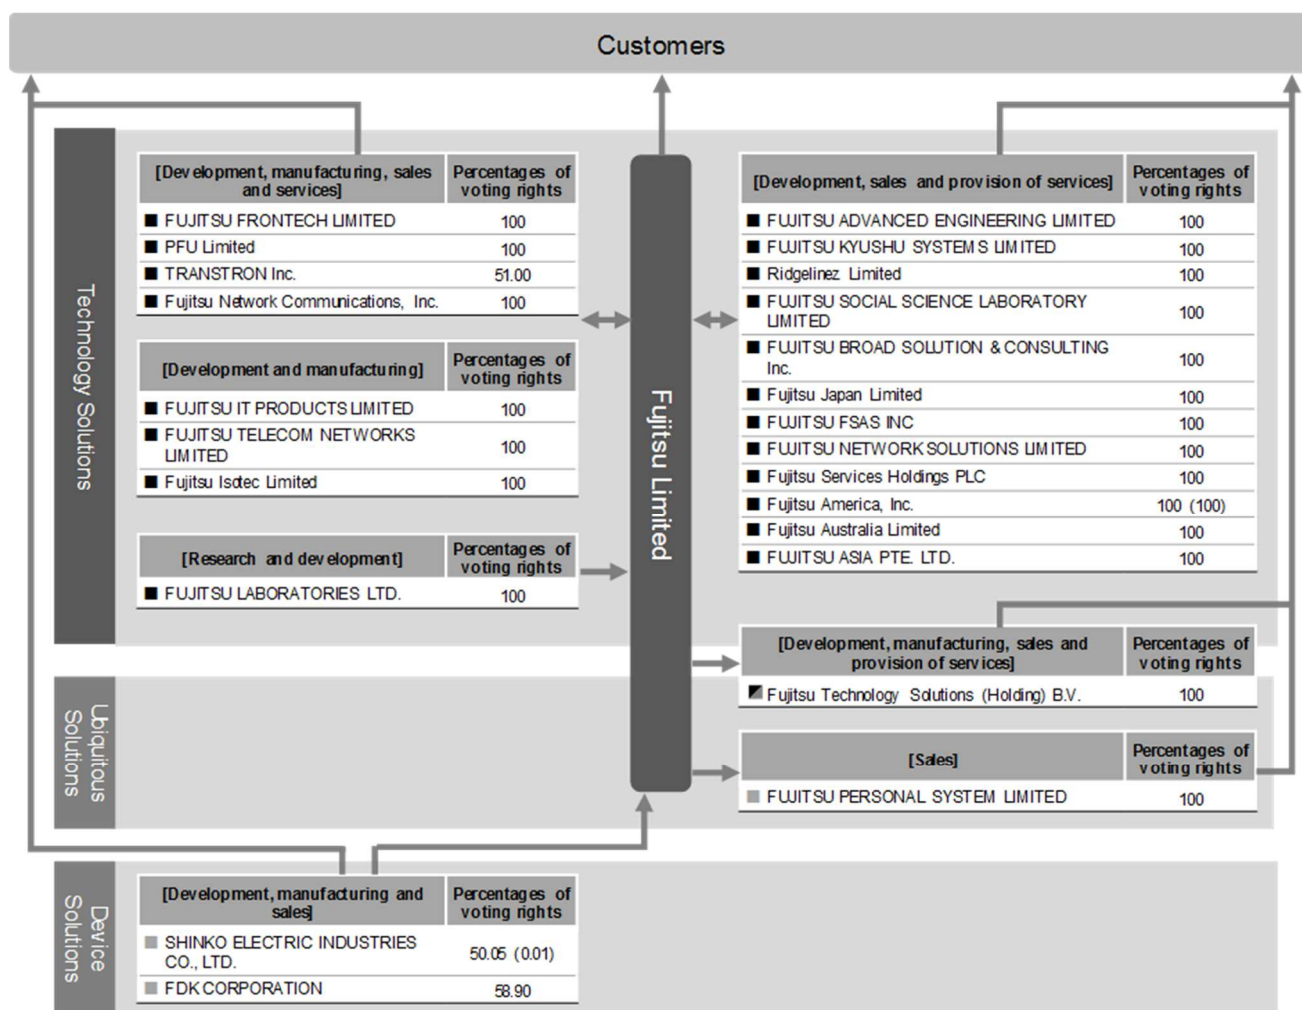 Customers
Technology Solutions
[Development, manufacturing, sales
and services]
Percentages of
voting rights
FUJITSU FRONTECH LIMITED
100
PFU Limited
100
TRANSTRON Inc.
51.00
Fujitsu Network Communications, Inc.
100
[Development and manufacturing]
Percentages of
voting rights
FUJITSU IT PRODUCTS LIMITED
100
FUJITSU TELECOM NETWORKS
LIMITED
100
Fujitsu Isotec Limited
100
[Research and development]
Percentages of
voting rights
FUJITSU LABORATORIES LTD.
100
Fujitsu Limited
[Development, sales and provision of services]
Percentages of
voting rights
FUJITSU ADVANCED ENGINEERING LIMITED
100
FUJITSU KYUSHU SYSTEMS LIMITED
100
Ridgelinez Limited
100
FUJITSU SOCIAL SCIENCE LABORATORY
LIMITED
100
FUJITSU BROAD SOLUTION & CONSULTING
Inc.
100
Fujitsu Japan Limited
100
FUJITSU FSAS INC
100
FUJITSU NETWORK SOLUTIONS LIMITED
100
Fujitsu Services Holdings PLC
100
Fujitsu America, Inc.
100 (100)
Fujitsu Australia Limited
100
FUJITSU ASIA PTE. LTD.
100
[Development, manufacturing, sales and
provision of services]
Percentages of
voting rights
Fujitsu Technology Solutions (Holding) B.V.
100
Ubiquitous
Solutions
[Sales]
Percentages of
voting rights
FUJITSU PERSONAL SYSTEM LIMITED
100
Device
Solutions
[Development, manufacturing and
sales]
Percentages of
voting rights
SHINKO ELECTRIC INDUSTRIES
CO., LTD.
50.05 (0.01)
FDK CORPORATION
58.90